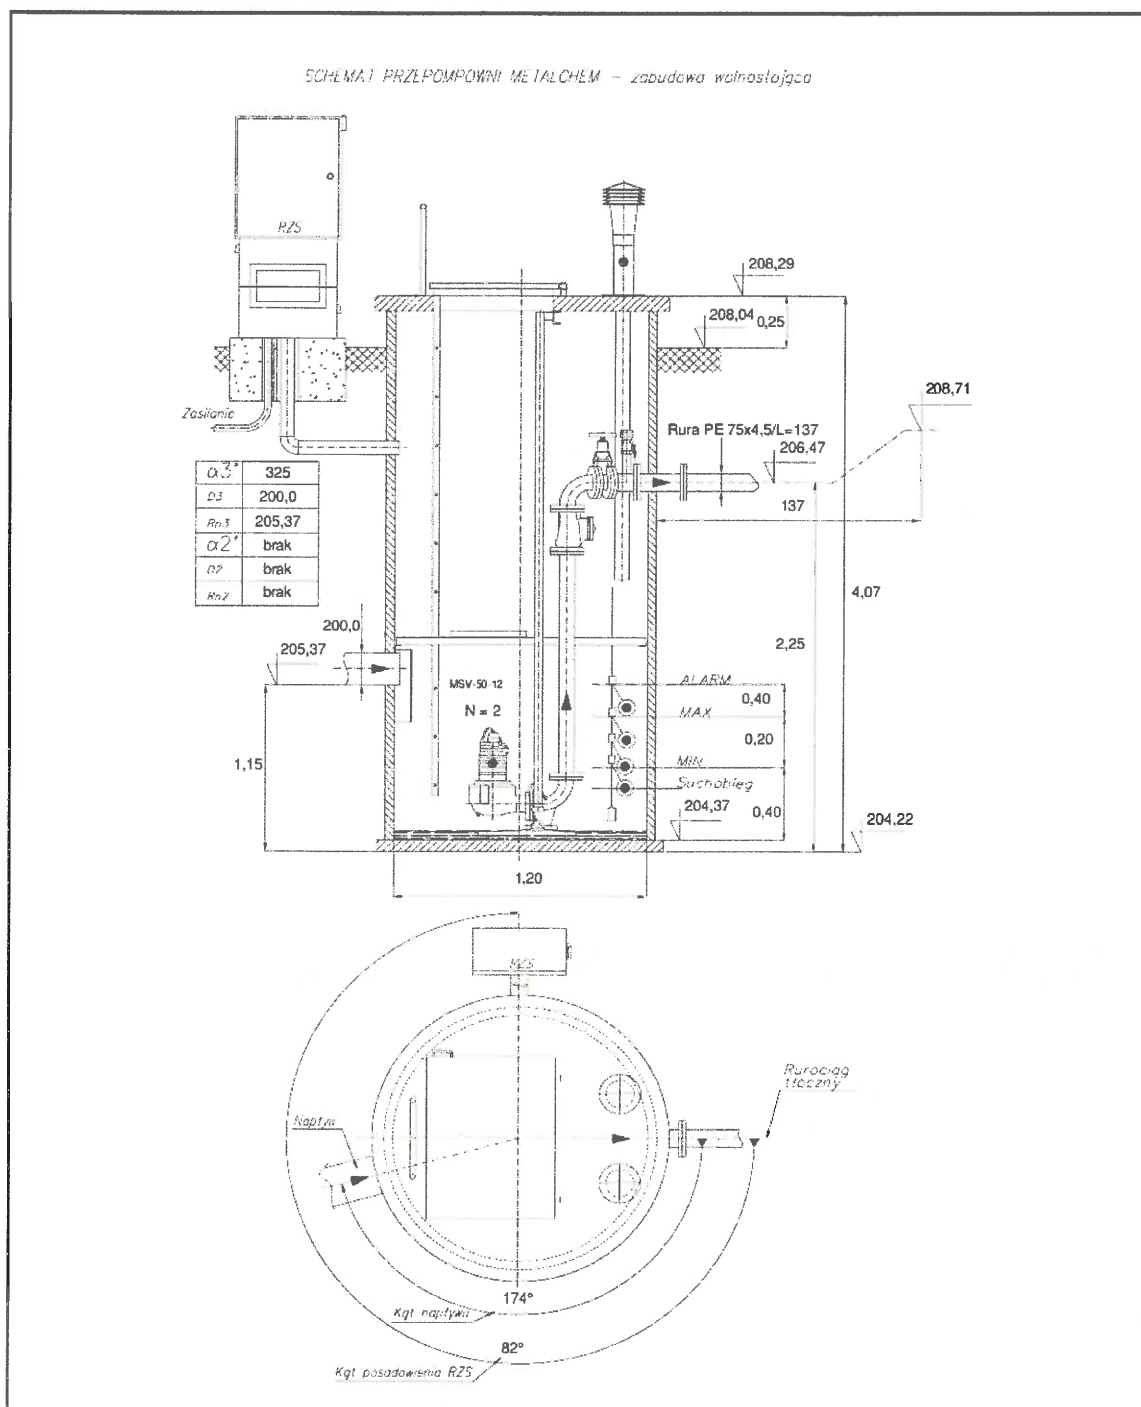 SCHEMAT PRZEPOMPOWNI METALCHEM – zabudowa wolnostojąca
RZS
208,29
208,04
0,25
208,71
Zasilanie
Rura PE 75x4,5/L=137
206,47
137
α3° 325
D3 200,0
Rn3 205,37
α2° brak
D2 brak
Rn2 brak
4,07
2,25
200,0
205,37
MSV-50-12
N = 2
ALARM
0,40
MAX
0,20
MIN
Suchobieg
1,15
204,37
0,40
204,22
1,20
Rurociąg
tłoczny
Napływ
174°
Kąt napływu
82°
Kąt posadowienia RZS